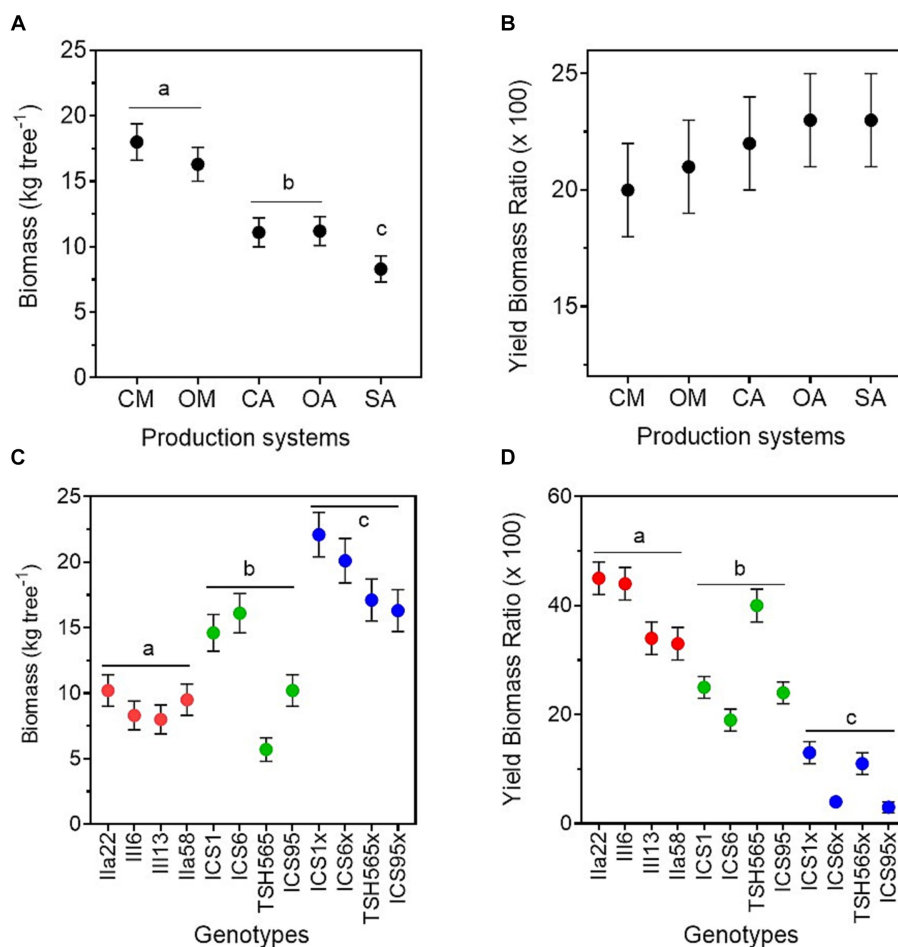 A
Biomass (kg tree⁻¹)
25
20
15
10
5
0
a
b
c
CM OM CA OA SA
Production systems
B
Yield Biomass Ratio (x 100)
25
20
15
CM OM CA OA SA
Production systems
C
Biomass (kg tree⁻¹)
25
20
15
10
5
0
a
b
c
IIa22 III6 III13 IIa58 ICS1 ICS6 TSH565 ICS95 ICS1x ICS6x TSH565x ICS95x
Genotypes
D
Yield Biomass Ratio (x 100)
60
40
20
0
a
b
c
IIa22 III6 III13 IIa58 ICS1 ICS6 TSH565 ICS95 ICS1x ICS6x TSH565x ICS95x
Genotypes